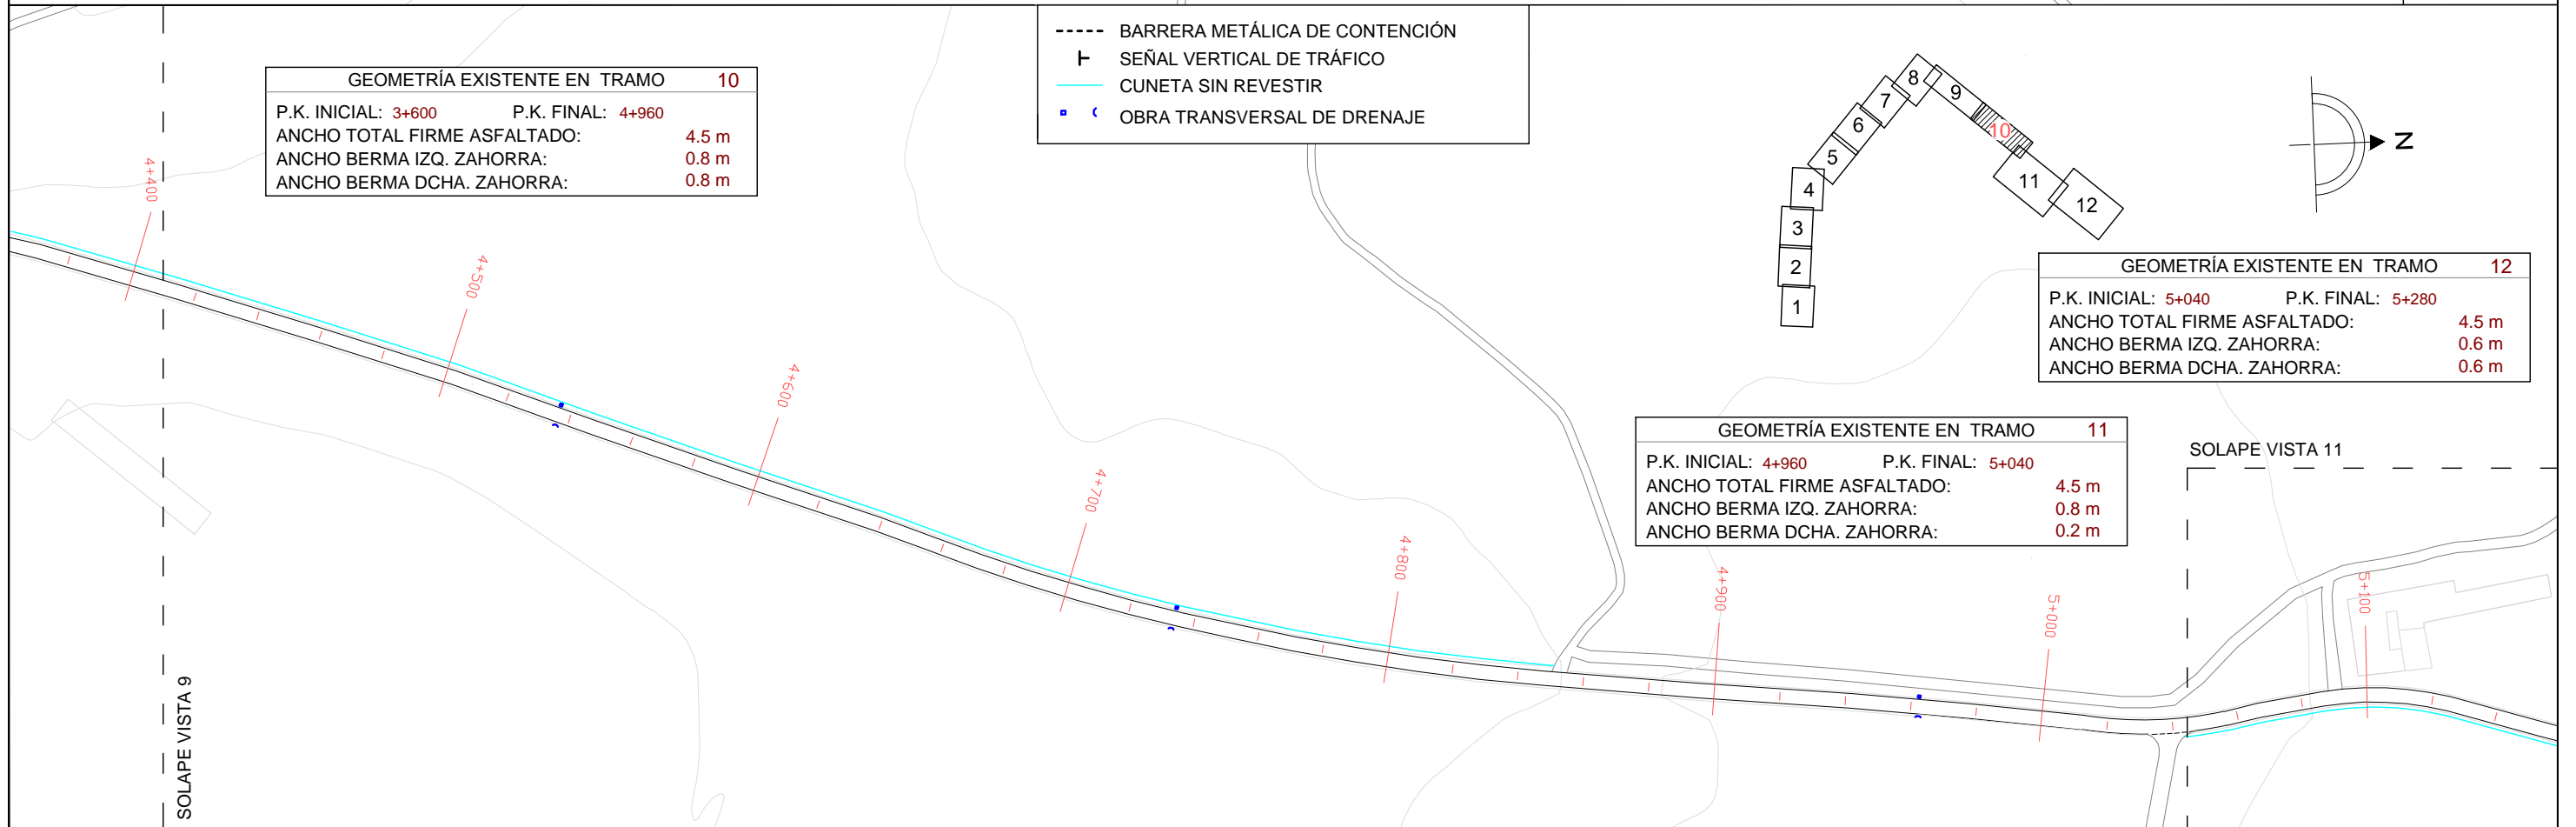 BARRERA METÁLICA DE CONTENCIÓN
SEÑAL VERTICAL DE TRÁFICO
CUNETA SIN REVESTIR
OBRA TRANSVERSAL DE DRENAJE
GEOMETRÍA EXISTENTE EN TRAMO 10
P.K. INICIAL: 3+600 P.K. FINAL: 4+960
ANCHO TOTAL FIRME ASFALTADO: 4.5 m
ANCHO BERMA IZQ. ZAHORRA: 0.8 m
ANCHO BERMA DCHA. ZAHORRA: 0.8 m
8
9
7
10
6
5
11
4
12
3
2
1
N
GEOMETRÍA EXISTENTE EN TRAMO 12
P.K. INICIAL: 5+040 P.K. FINAL: 5+280
ANCHO TOTAL FIRME ASFALTADO: 4.5 m
ANCHO BERMA IZQ. ZAHORRA: 0.6 m
ANCHO BERMA DCHA. ZAHORRA: 0.6 m
GEOMETRÍA EXISTENTE EN TRAMO 11
P.K. INICIAL: 4+960 P.K. FINAL: 5+040
ANCHO TOTAL FIRME ASFALTADO: 4.5 m
ANCHO BERMA IZQ. ZAHORRA: 0.8 m
ANCHO BERMA DCHA. ZAHORRA: 0.2 m
SOLAPE VISTA 11
4+400
4+500
4+600
4+700
4+800
4+900
5+000
5+100
SOLAPE VISTA 9